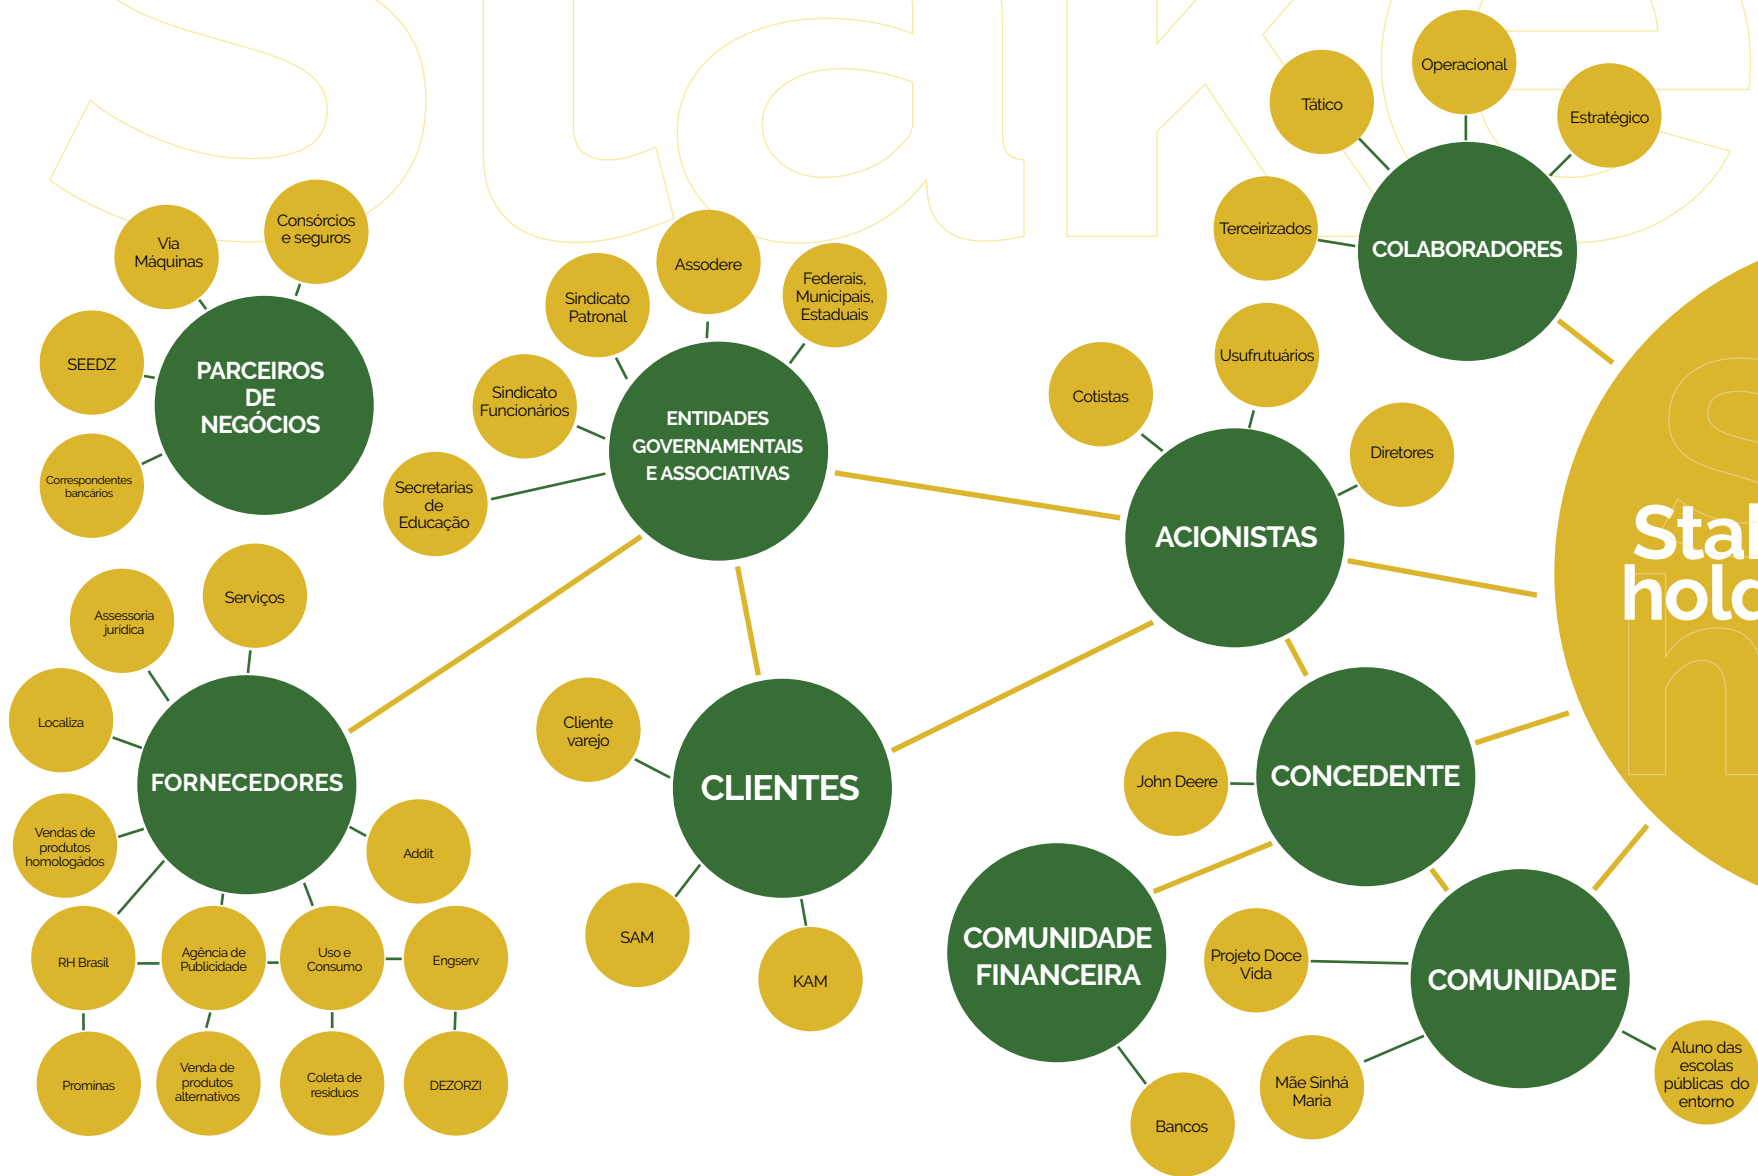 Stake
Operacional
Tático
Estratégico
Terceirizados
COLABORADORES
Via
Máquinas
Consórcios
e seguros
SEEDZ
Correspondentes
bancários
PARCEIROS
DE
NEGÓCIOS
Assodere
Sindicato
Patronal
Federais,
Municipais,
Estaduais
Sindicato
Funcionários
Secretarias
de
Educação
ENTIDADES
GOVERNAMENTAIS
E ASSOCIATIVAS
Usufrutuários
Cotistas
Diretores
ACIONISTAS
Stak
hold
Serviços
Assessoria
jurídica
Localiza
Vendas de
produtos
homologádos
FORNECEDORES
Addit
RH Brasil
Agência de
Publicidade
Uso e
Consumo
Engserv
Prominas
Venda de
produtos
alternativos
Coleta de
resíduos
DEZORZI
Cliente
varejo
CLIENTES
SAM
KAM
John Deere
CONCEDENTE
COMUNIDADE
FINANCEIRA
Bancos
Projeto Doce
Vida
COMUNIDADE
Mãe Sinhá
Maria
Aluno das
escolas
públicas do
entorno